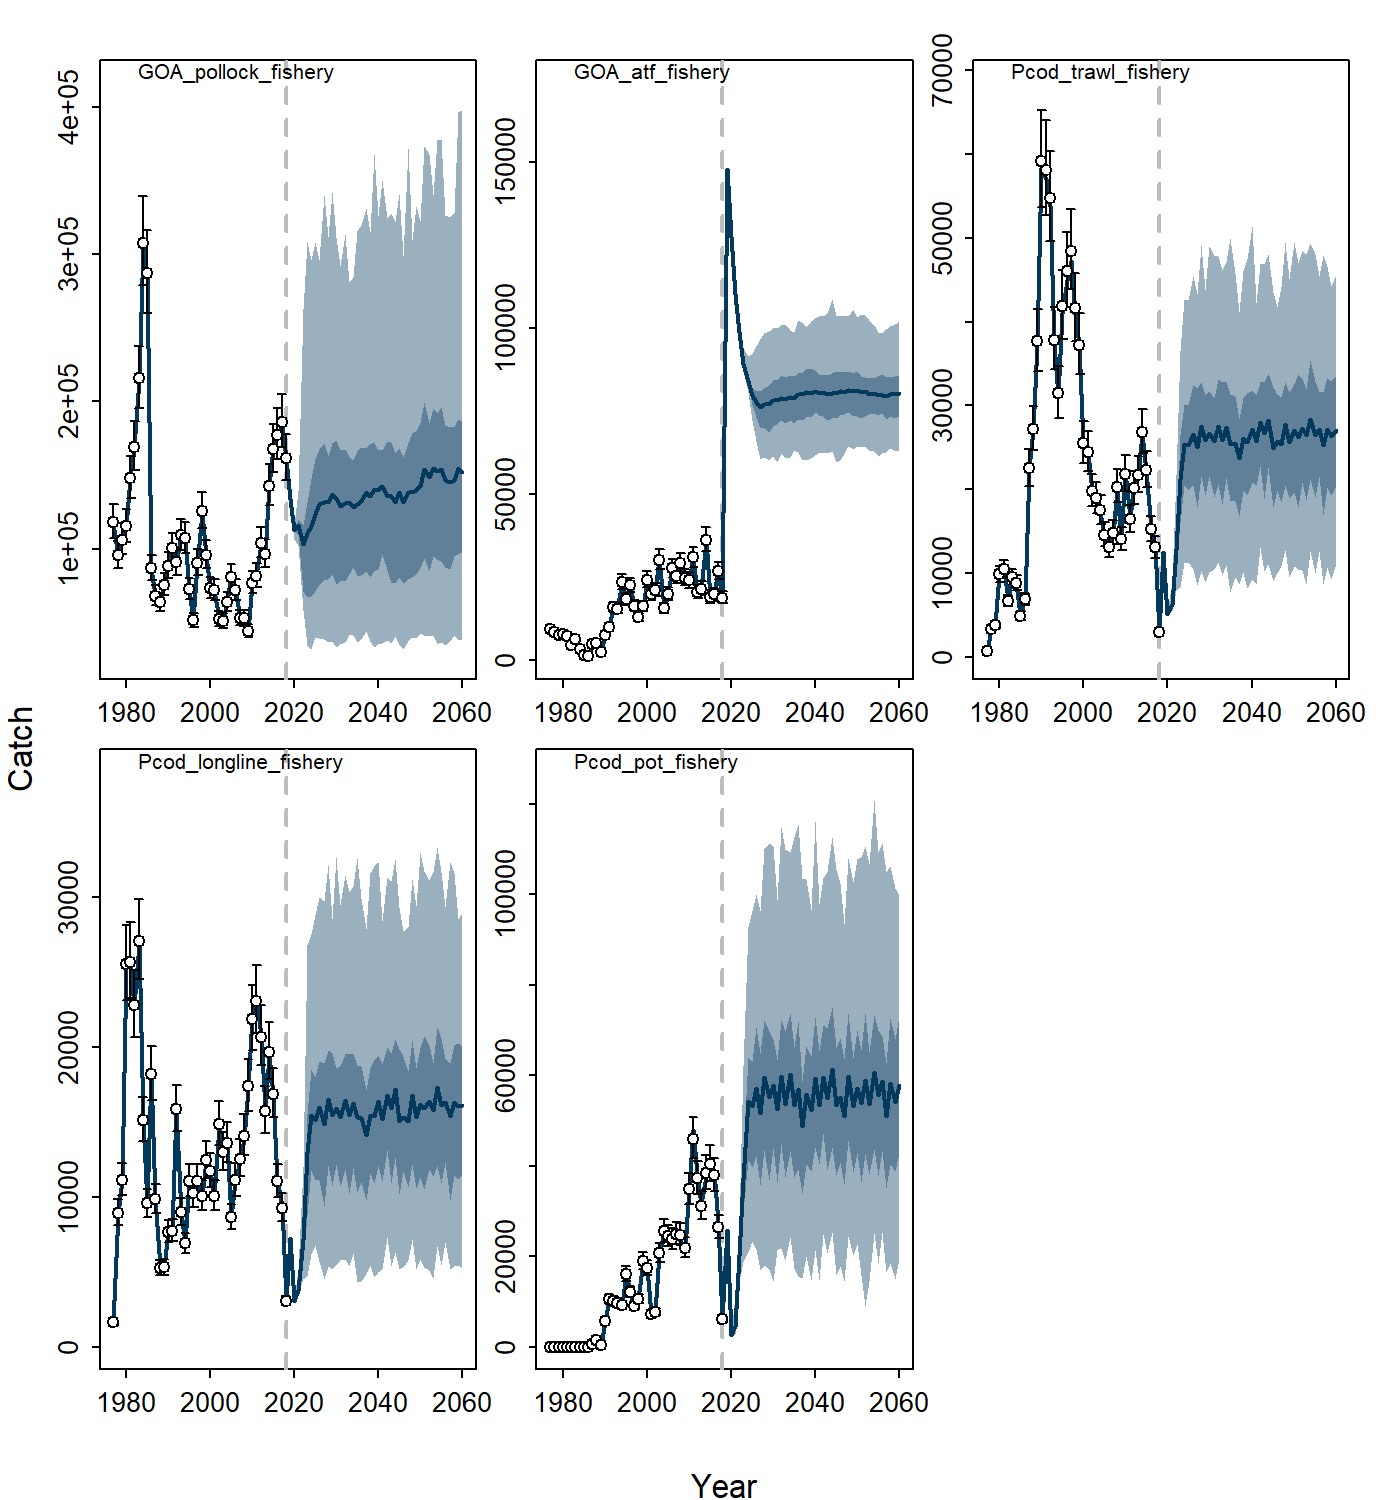 GOA_pollock_fishery
4e+05
3e+05
2e+05
1e+05
1980 2000 2020 2040 2060
GOA_atf_fishery
150000
100000
50000
0
1980 2000 2020 2040 2060
Pcod_trawl_fishery
70000
50000
30000
10000
0
1980 2000 2020 2040 2060
Catch
Pcod_longline_fishery
30000
20000
10000
0
1980 2000 2020 2040 2060
Pcod_pot_fishery
100000
60000
20000
0
1980 2000 2020 2040 2060
Year